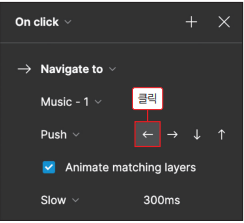 On click
Navigate to
Music - 1
클릭
Push
Animate matching layers
Slow 300ms